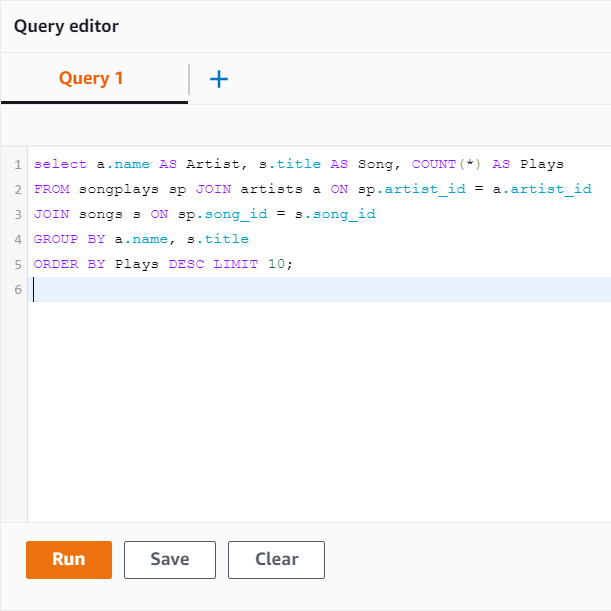 Query editor
Query 1 +
1 select a.name AS Artist, s.title AS Song, COUNT(*) AS Plays
2 FROM songplays sp JOIN artists a ON sp.artist_id = a.artist_id
3 JOIN songs s ON sp.song_id = s.song_id
4 GROUP BY a.name, s.title
5 ORDER BY Plays DESC LIMIT 10;
6
Run Save Clear